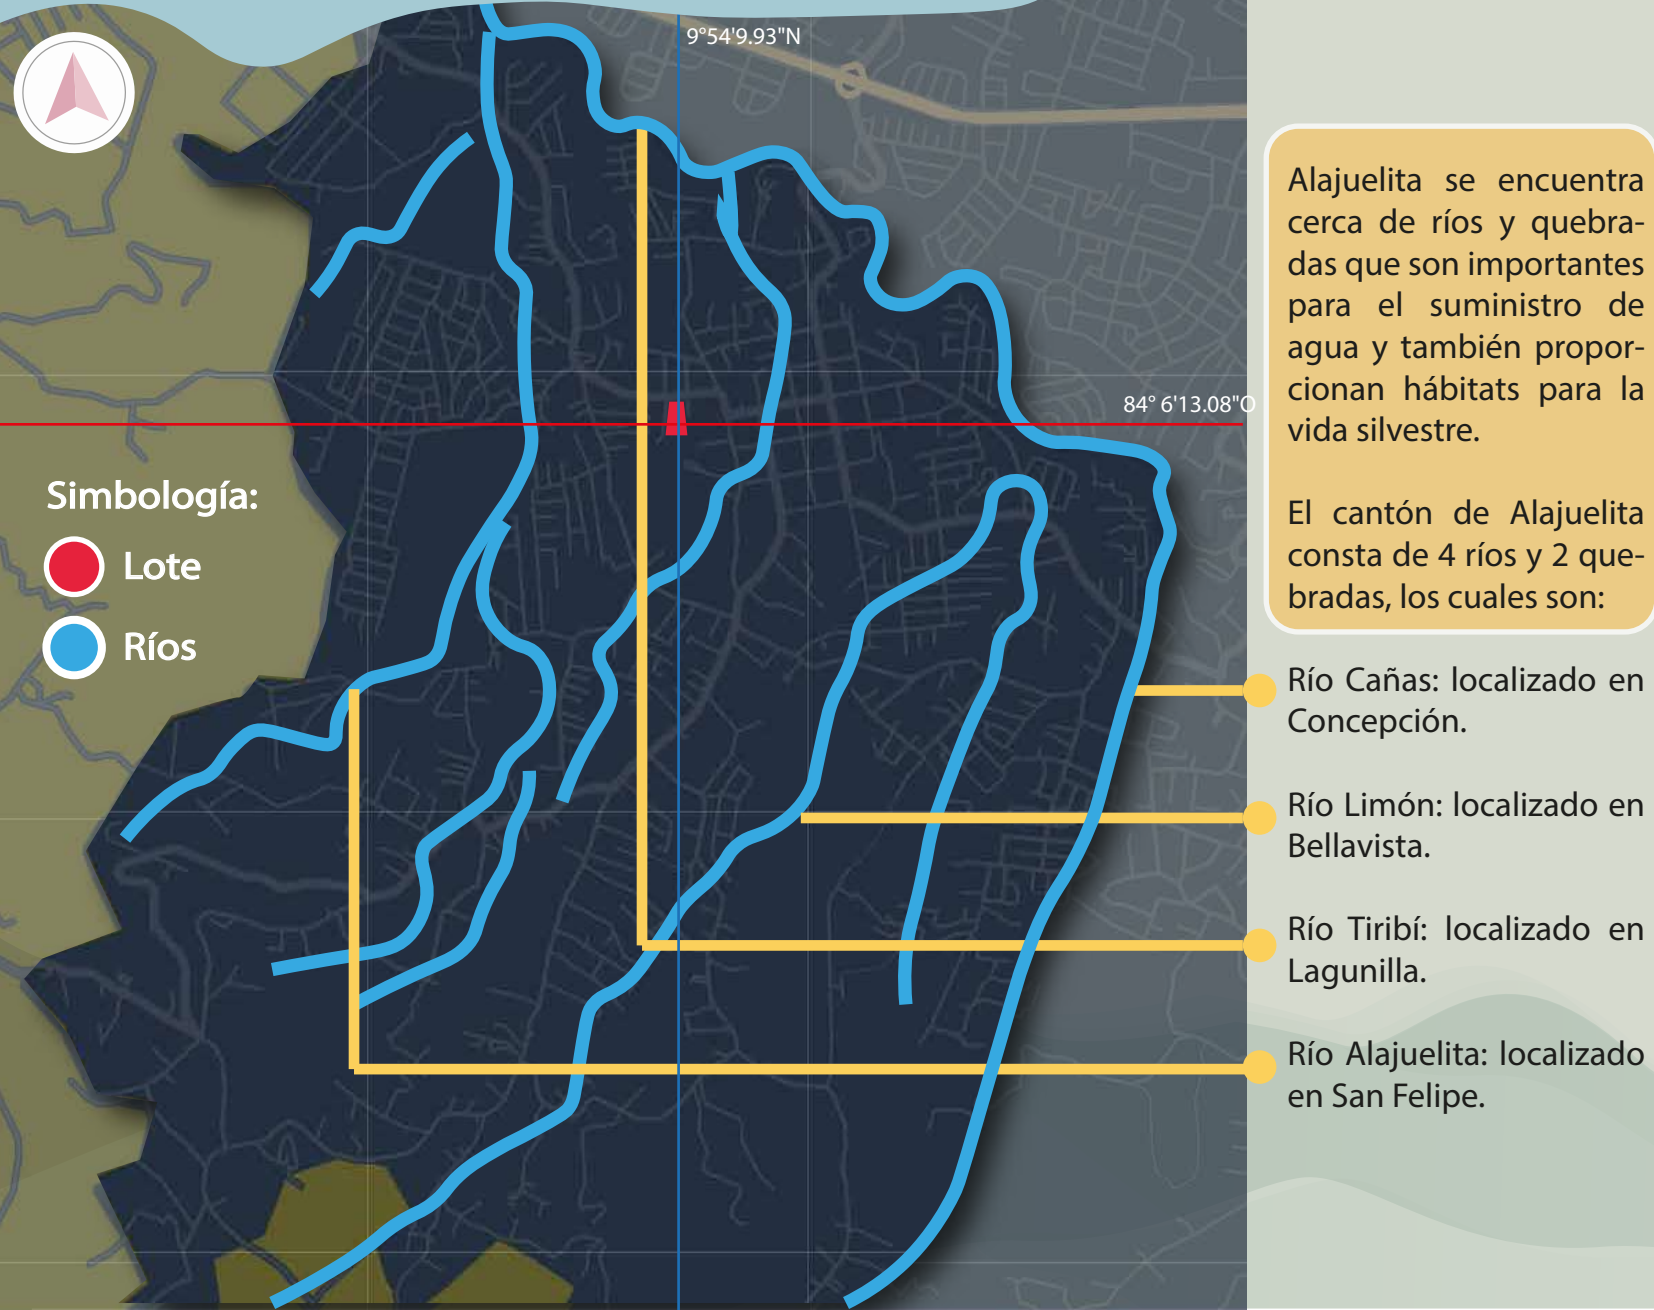 9°54'9.93"N
84° 6'13.08"O
Simbología:
Lote
Ríos
Alajuelita se encuentra
cerca de ríos y quebra-
das que son importantes
para el suministro de
agua y también propor-
cionan hábitats para la
vida silvestre.
El cantón de Alajuelita
consta de 4 ríos y 2 que-
bradas, los cuales son:
Río Cañas: localizado en
Concepción.
Río Limón: localizado en
Bellavista.
Río Tiribí: localizado en
Lagunilla.
Río Alajuelita: localizado
en San Felipe.